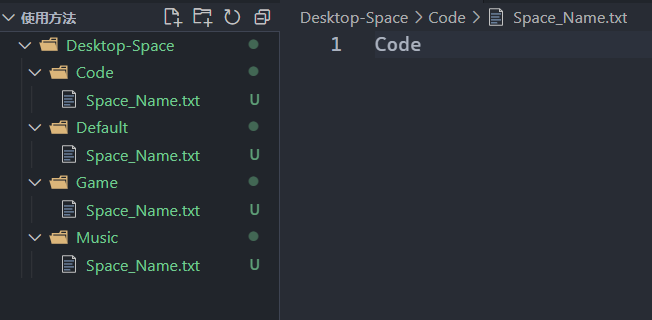 使用方法
Desktop-Space
Code
Space_Name.txt U
Default
Space_Name.txt U
Game
Space_Name.txt U
Music
Space_Name.txt U
Desktop-Space > Code > Space_Name.txt
1 Code